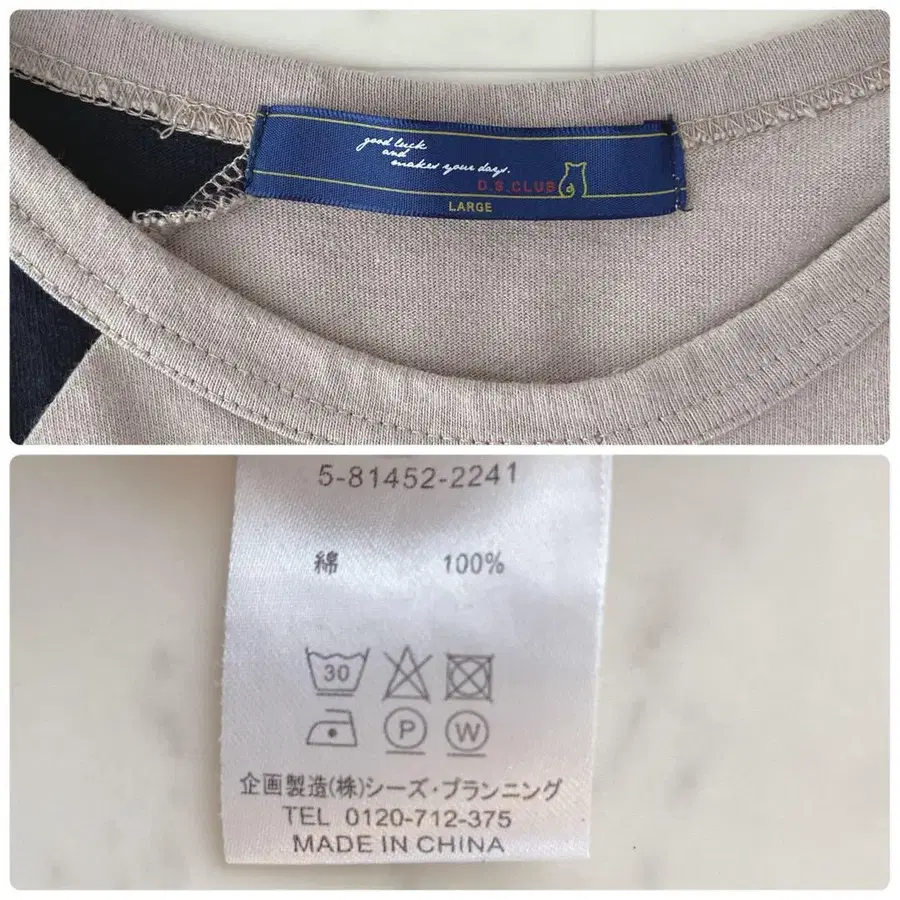 good luck
and
makes your days.
D.S.CLUB
LARGE
5-81452-2241
綿 100%
30
P W
企画製造(株)シーズ・プランニング
TEL 0120-712-375
MADE IN CHINA